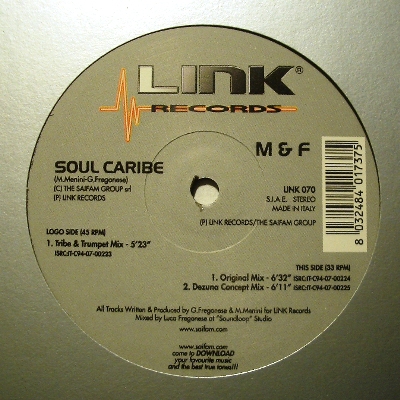 LINK®
RECORDS
M & F
SOUL CARIBE
(M.Menini-G.Fregonese)
(C) THE SAIFAM GROUP srl
(P) LINK RECORDS
LINK 070
S.I.A.E. STEREO
MADE IN ITALY
(P) LINK RECORDS/THE SAIFAM GROUP
8 032484 017375
LOGO SIDE (45 RPM)
1. Tribe & Trumpet Mix - 5'23"
ISRC:IT-C94-07-00223
THIS SIDE (33 RPM)
1. Original Mix - 6'32" ISRC:IT-C94-07-00224
2. Dezuna Concept Mix - 6'11" ISRC:IT-C94-07-00225
All Tracks Written & Produced by G.Fregonese & M.Menini for LINK Records
Mixed by Luca Fregonese at "Soundloop" Studio
www.saifam.com
www.saifam.com
come to DOWNLOAD
your favourite music
and the best true tones!!!